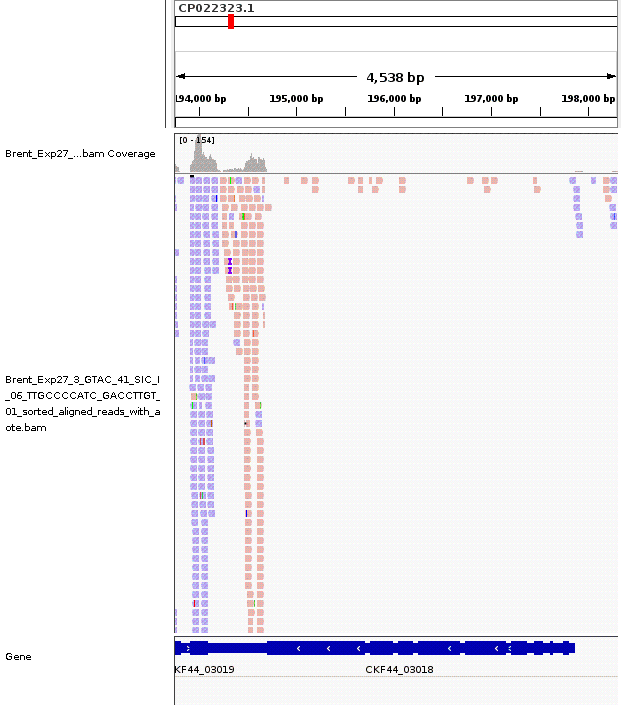 CP022323.1
4,538 bp
194,000 bp 195,000 bp 196,000 bp 197,000 bp 198,000 bp
[0 - 154]
Brent_Exp27_...bam Coverage
Brent_Exp27_3_GTAC_41_SIC_I
_06_TTGCCCCATC_GACCTTGT_
01_sorted_aligned_reads_with_a
ote.bam
Gene
KF44_03019 CKF44_03018